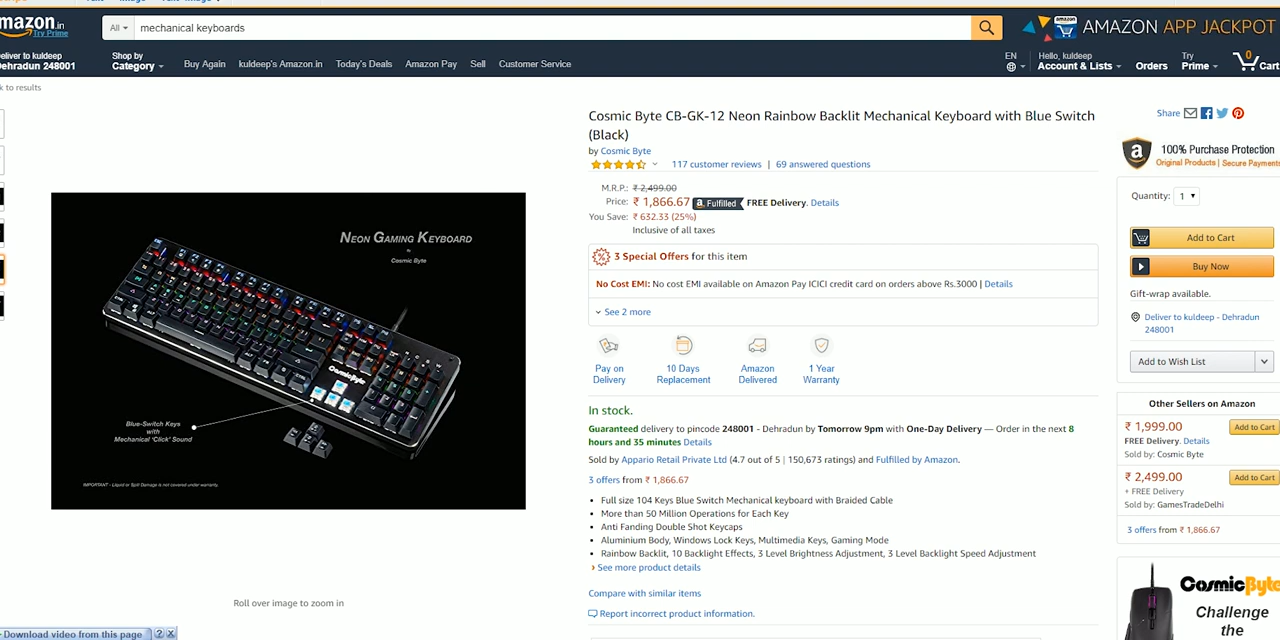 mazon.in
Try Prime
All
mechanical keyboards
AMAZON APP JACKPOT
eliver to kuldeep
Dehradun 248001
Shop by
Category
Buy Again
kuldeep's Amazon.in
Today's Deals
Amazon Pay
Sell
Customer Service
EN
Hello, kuldeep
Account & Lists
Orders
Try
Prime
0
Cart
k to results
Cosmic Byte CB-GK-12 Neon Rainbow Backlit Mechanical Keyboard with Blue Switch
(Black)
by Cosmic Byte
117 customer reviews | 69 answered questions
M.R.P.: ₹ 2,499.00
Price: ₹ 1,866.67 Fulfilled FREE Delivery. Details
You Save: ₹ 632.33 (25%)
Inclusive of all taxes
3 Special Offers for this item
No Cost EMI: No cost EMI available on Amazon Pay ICICI credit card on orders above Rs.3000 | Details
See 2 more
Pay on
Delivery
10 Days
Replacement
Amazon
Delivered
1 Year
Warranty
In stock.
Guaranteed delivery to pincode 248001 - Dehradun by Tomorrow 9pm with One-Day Delivery — Order in the next 8
hours and 35 minutes Details
Sold by Appario Retail Private Ltd (4.7 out of 5 | 150,673 ratings) and Fulfilled by Amazon.
3 offers from ₹ 1,866.67
Full size 104 Keys Blue Switch Mechanical keyboard with Braided Cable
More than 50 Million Operations for Each Key
Anti Fanding Double Shot Keycaps
Aluminium Body, Windows Lock Keys, Multimedia Keys, Gaming Mode
Rainbow Backlit, 10 Backlight Effects, 3 Level Brightness Adjustment, 3 Level Backlight Speed Adjustment
See more product details
Compare with similar items
Report incorrect product information.
NEON GAMING KEYBOARD
by
Cosmic Byte
CosmicByte
Blue-Switch Keys
with
Mechanical 'Click' Sound
IMPORTANT - Liquid or Spill Damage is not covered under warranty.
Roll over image to zoom in
Download video from this page ? X
Share
100% Purchase Protection
Original Products | Secure Payments
Quantity: 1
Add to Cart
Buy Now
Gift-wrap available.
Deliver to kuldeep - Dehradun
248001
Add to Wish List
Other Sellers on Amazon
₹ 1,999.00
Add to Cart
FREE Delivery. Details
Sold by: Cosmic Byte
₹ 2,499.00
Add to Cart
+ FREE Delivery
Sold by: GamesTradeDelhi
3 offers from ₹ 1,866.67
CosmicByte
Challenge
the